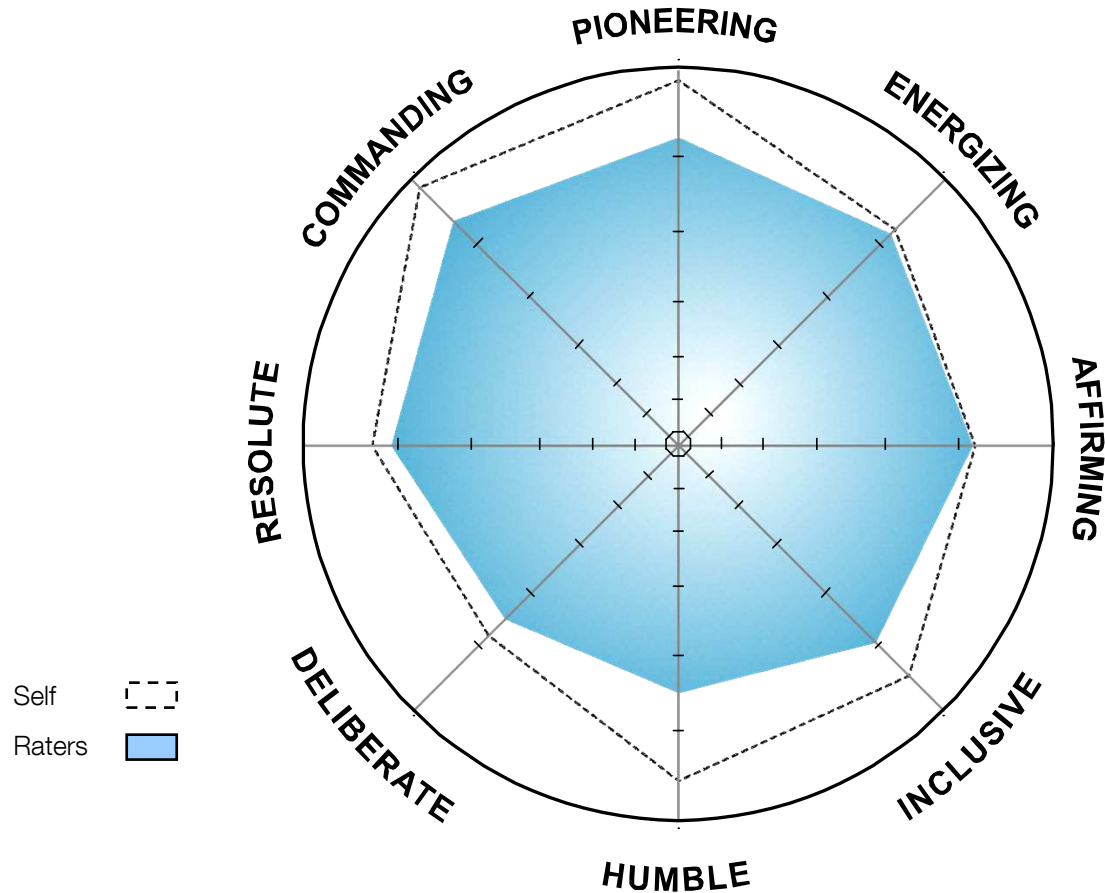 PIONEERING
ENERGIZING
COMMANDING
AFFIRMING
RESOLUTE
INCLUSIVE
DELIBERATE
HUMBLE
Self
Raters